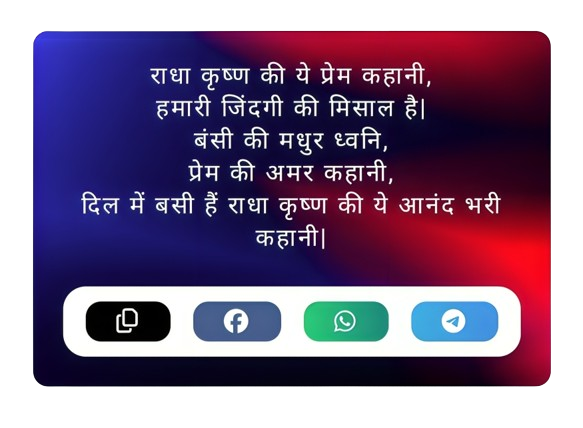 राधा कृष्ण की ये प्रेम कहानी,
हमारी जिंदगी की मिसाल है|
बंसी की मधुर ध्वनि,
प्रेम की अमर कहानी,
दिल में बसी हैं राधा कृष्ण की ये आनंद भरी
कहानी|